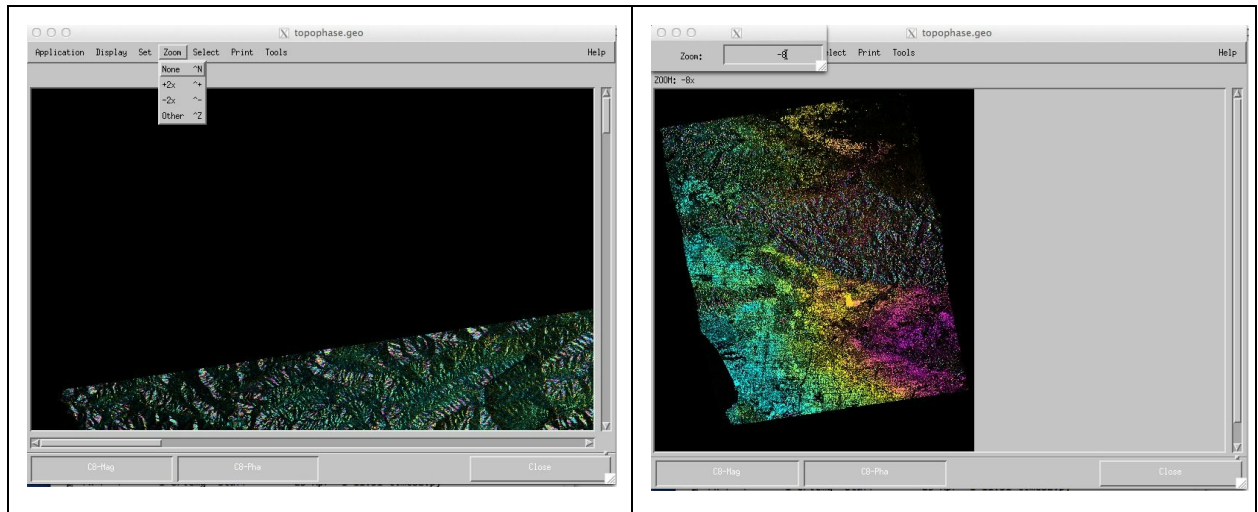 topophase.geo
Application Display Set Zoom Select Print Tools Help
None ^N
+2x ^+
-2x ^-
Other ^Z
C8-Mag C8-Pha Close
topophase.geo
Zoom: -8
lect Print Tools Help
ZOOM: -8x
C8-Mag C8-Pha Close